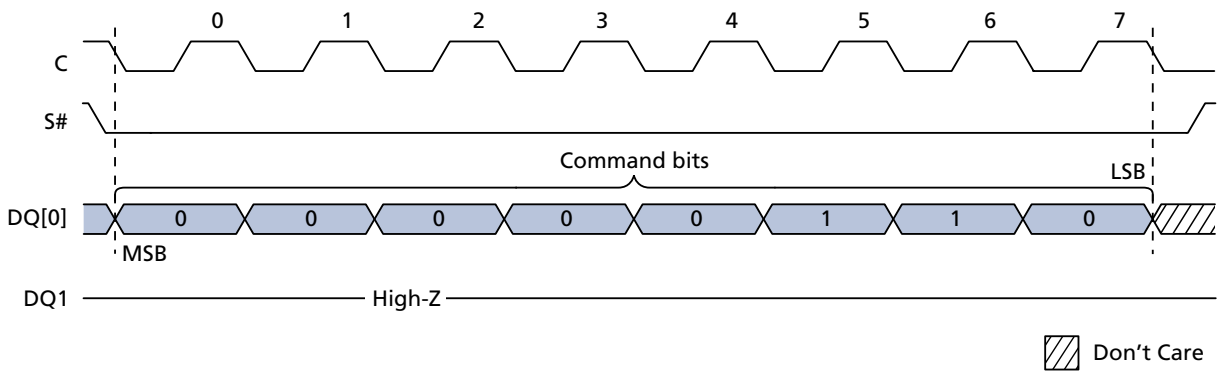 0 1 2 3 4 5 6 7
C
S#
Command bits
LSB
DQ[0] 0 0 0 0 0 1 1 0
MSB
DQ1 High-Z
Don't Care